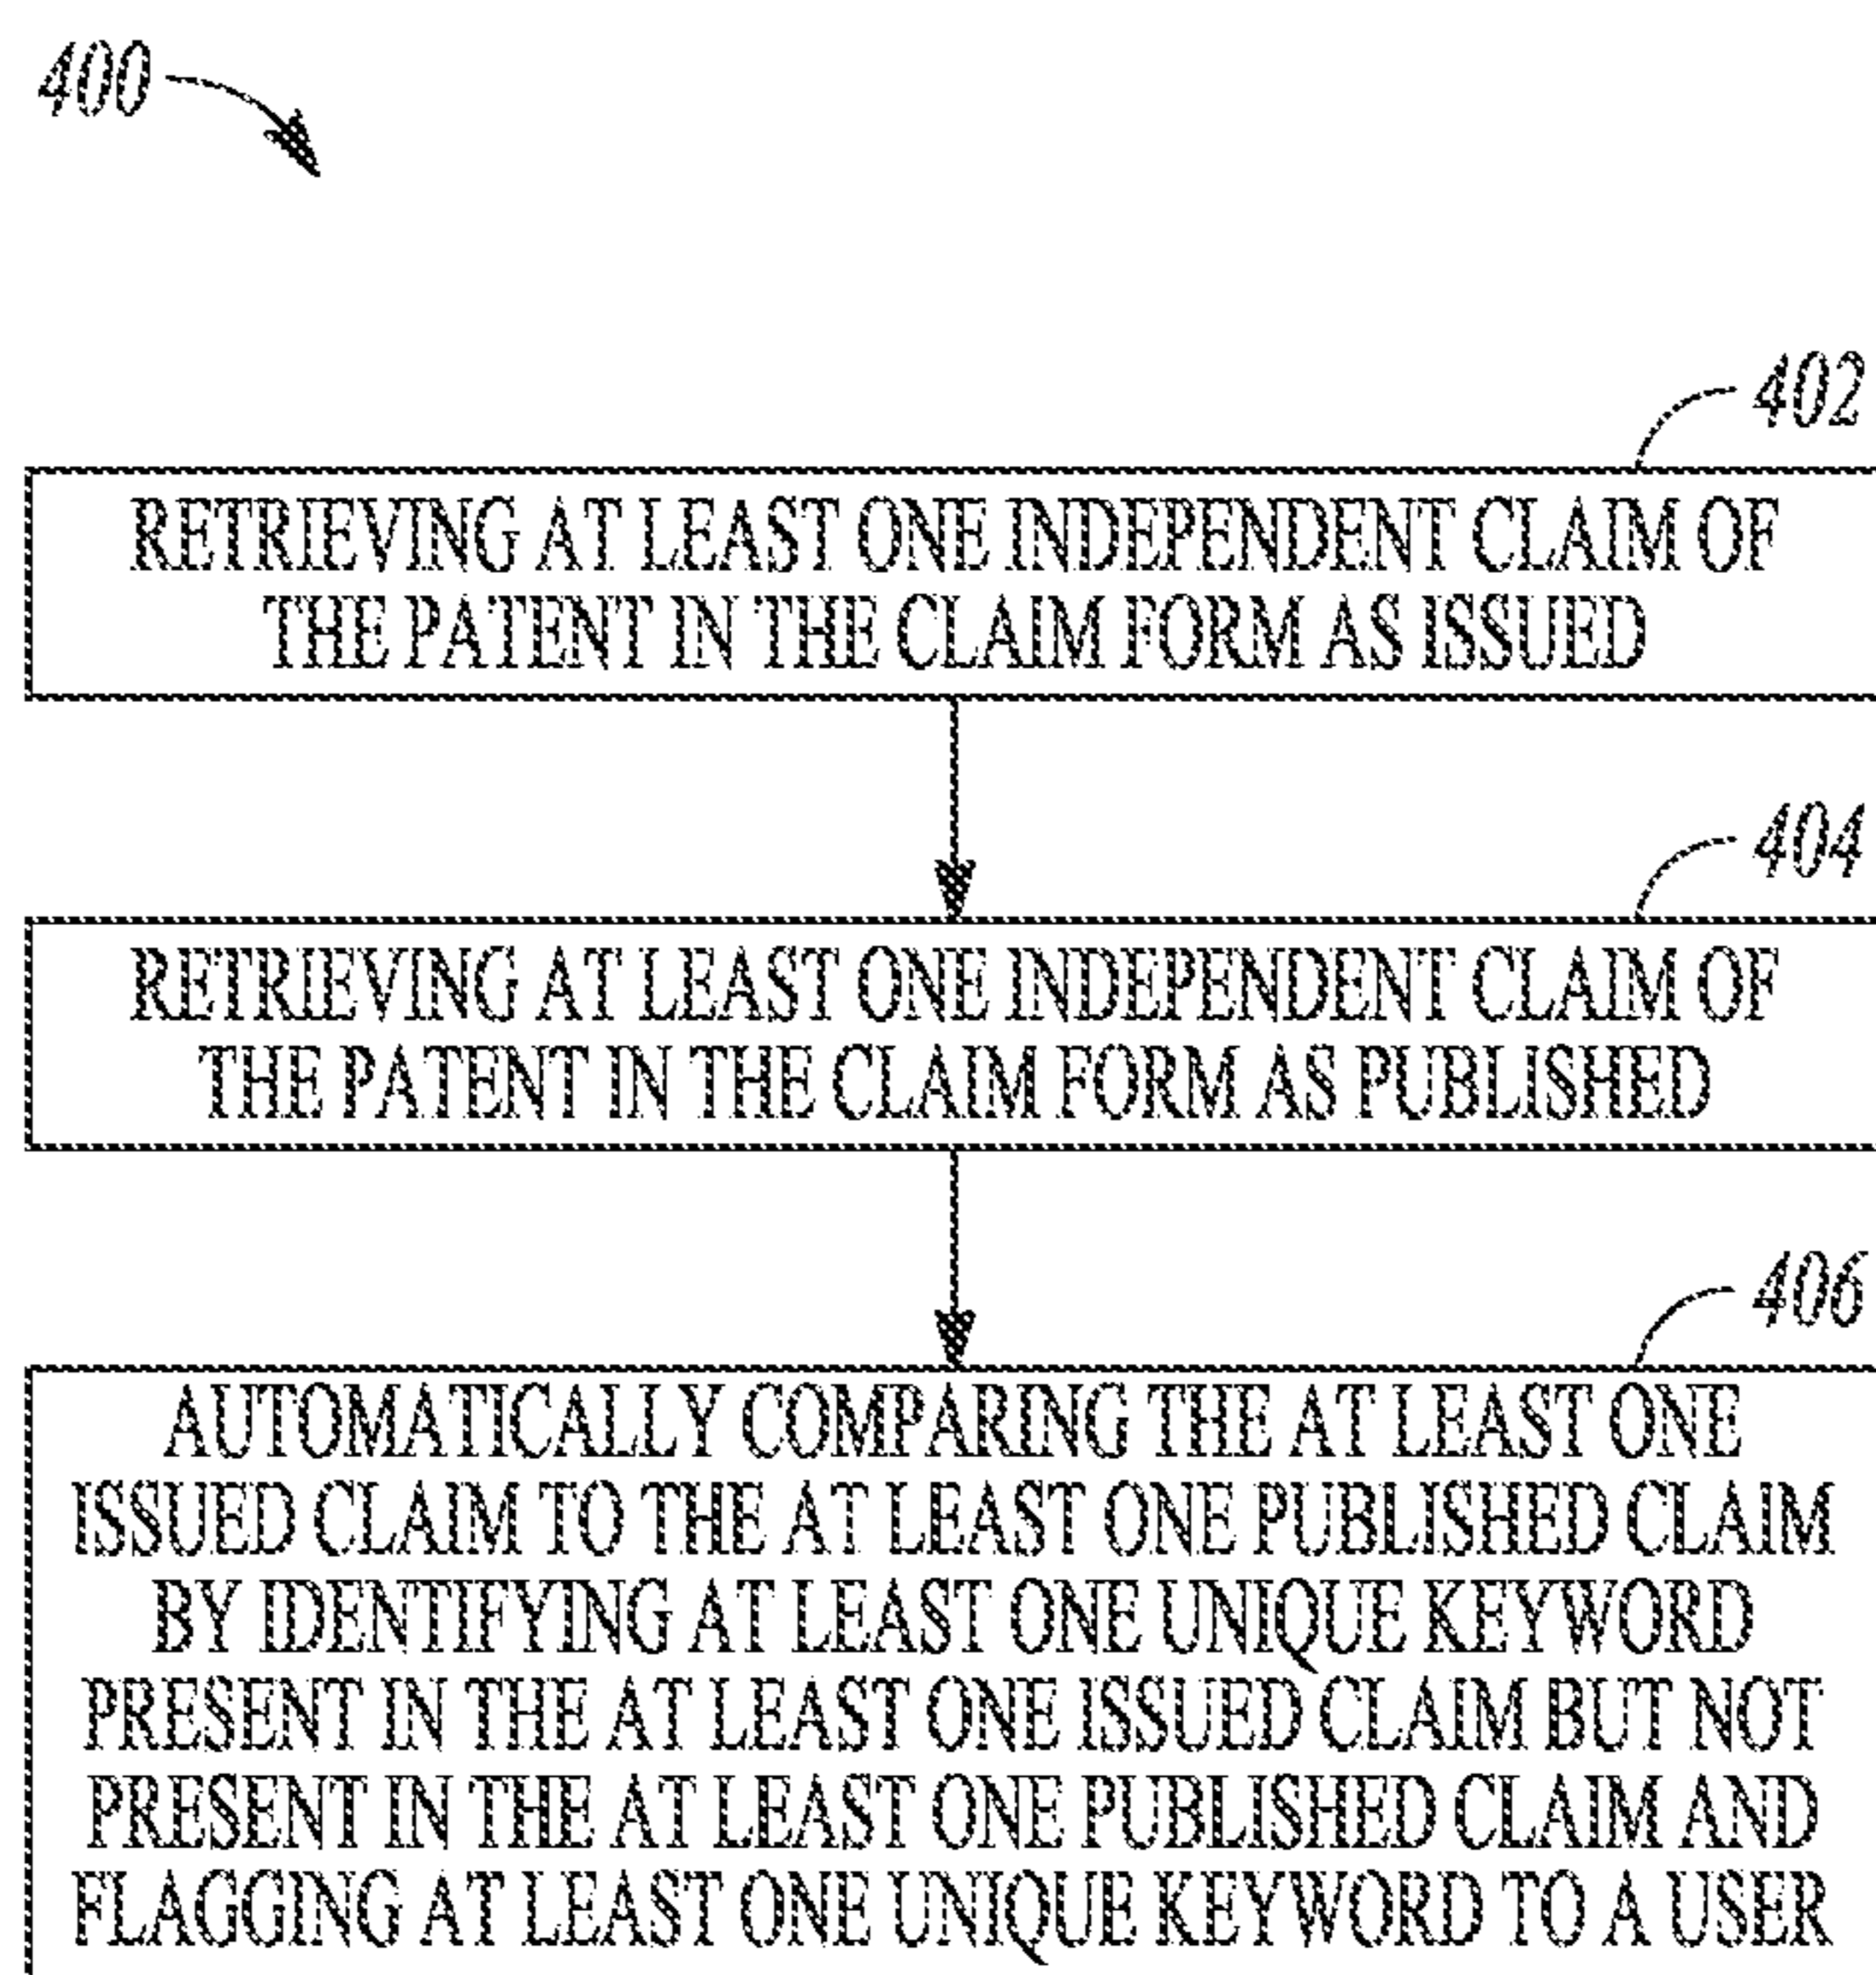 400
402
RETRIEVING AT LEAST ONE INDEPENDENT CLAIM OF
THE PATENT IN THE CLAIM FORM AS ISSUED
404
RETRIEVING AT LEAST ONE INDEPENDENT CLAIM OF
THE PATENT IN THE CLAIM FORM AS PUBLISHED
406
AUTOMATICALLY COMPARING THE AT LEAST ONE
ISSUED CLAIM TO THE AT LEAST ONE PUBLISHED CLAIM
BY IDENTIFYING AT LEAST ONE UNIQUE KEYWORD
PRESENT IN THE AT LEAST ONE ISSUED CLAIM BUT NOT
PRESENT IN THE AT LEAST ONE PUBLISHED CLAIM AND
FLAGGING AT LEAST ONE UNIQUE KEYWORD TO A USER